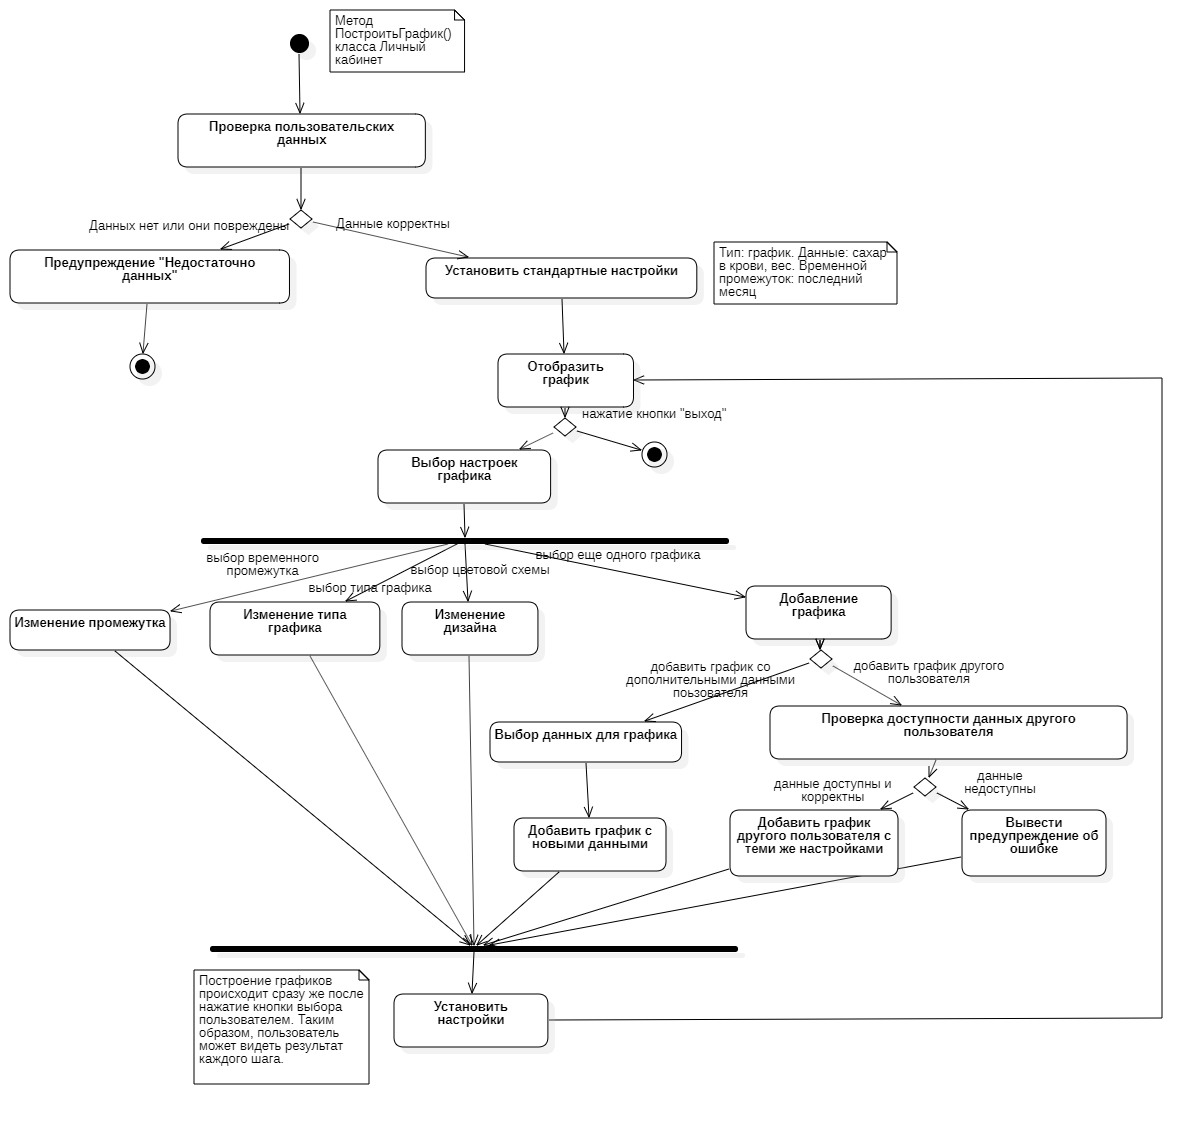 Метод
ПостроитьГрафик()
класса Личный
кабинет
Проверка пользовательских
данных
Данных нет или они повреждены
Данные корректны
Предупреждение "Недостаточно
данных"
Установить стандартные настройки
Тип: график. Данные: сахар
в крови, вес. Временной
промежуток: последний
месяц
Отобразить
график
нажатие кнопки "выход"
Выбор настроек
графика
выбор временного
промежутка
выбор типа графика
выбор цветовой схемы
выбор еще одного графика
Изменение промежутка
Изменение типа
графика
Изменение
дизайна
Добавление
графика
добавить график со
дополнительными данными
поьзователя
добавить график другого
пользователя
Выбор данных для графика
Проверка доступности данных другого
пользователя
данные доступны и
корректны
данные
недоступны
Добавить график с
новыми данными
Добавить график
другого пользователя с
теми же настройками
Вывести
предупреждение об
ошибке
Построение графиков
происходит сразу же после
нажатие кнопки выбора
пользователем. Таким
образом, пользователь
может видеть результат
каждого шага.
Установить
настройки